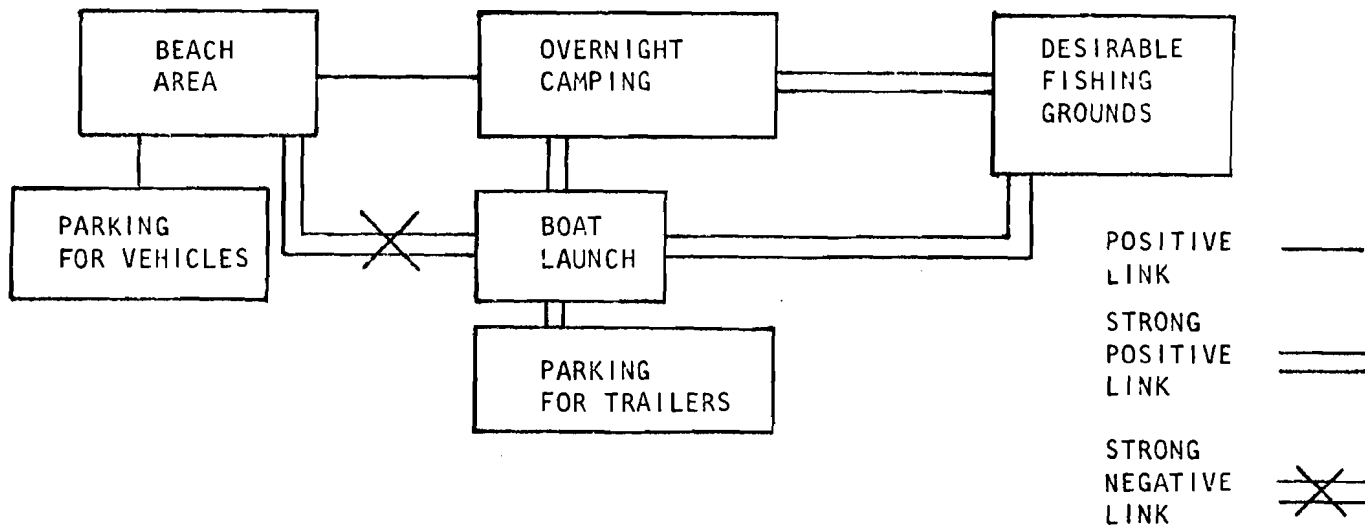 BEACH
AREA
OVERNIGHT
CAMPING
DESIRABLE
FISHING
GROUNDS
PARKING
FOR VEHICLES
BOAT
LAUNCH
PARKING
FOR TRAILERS
POSITIVE
LINK
STRONG
POSITIVE
LINK
STRONG
NEGATIVE
LINK